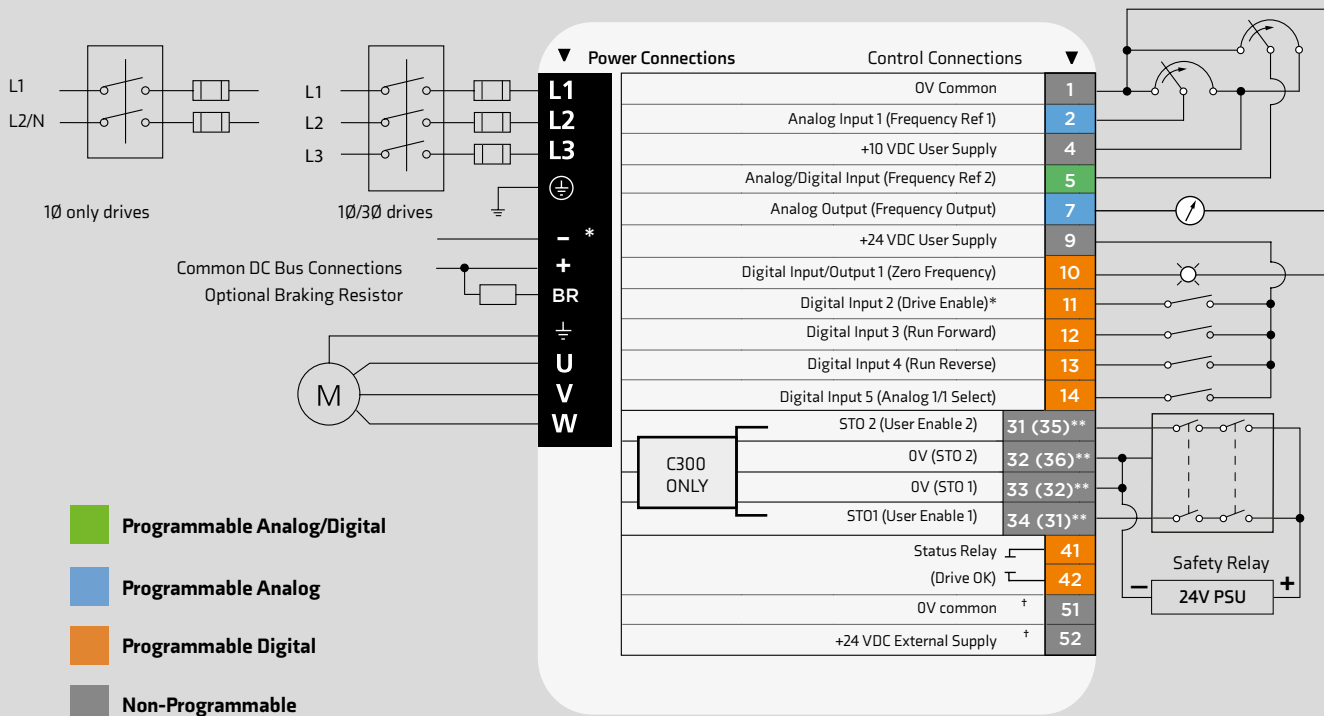 ▼ Power Connections
Control Connections ▼
L1
L2/N
1Ø only drives
L1
L2
L3
1Ø/3Ø drives
Common DC Bus Connections
Optional Braking Resistor
M
L1
L2
L3
– *
+
BR
U
V
W
0V Common 1
Analog Input 1 (Frequency Ref 1) 2
+10 VDC User Supply 4
Analog/Digital Input (Frequency Ref 2) 5
Analog Output (Frequency Output) 7
+24 VDC User Supply 9
Digital Input/Output 1 (Zero Frequency) 10
Digital Input 2 (Drive Enable)* 11
Digital Input 3 (Run Forward) 12
Digital Input 4 (Run Reverse) 13
Digital Input 5 (Analog 1/1 Select) 14
C300
ONLY
STO 2 (User Enable 2) 31 (35)**
0V (STO 2) 32 (36)**
0V (STO 1) 33 (32)**
STO1 (User Enable 1) 34 (31)**
Status Relay 41
(Drive OK) 42
0V common † 51
+24 VDC External Supply † 52
Safety Relay
– 24V PSU +
Programmable Analog/Digital
Programmable Analog
Programmable Digital
Non-Programmable